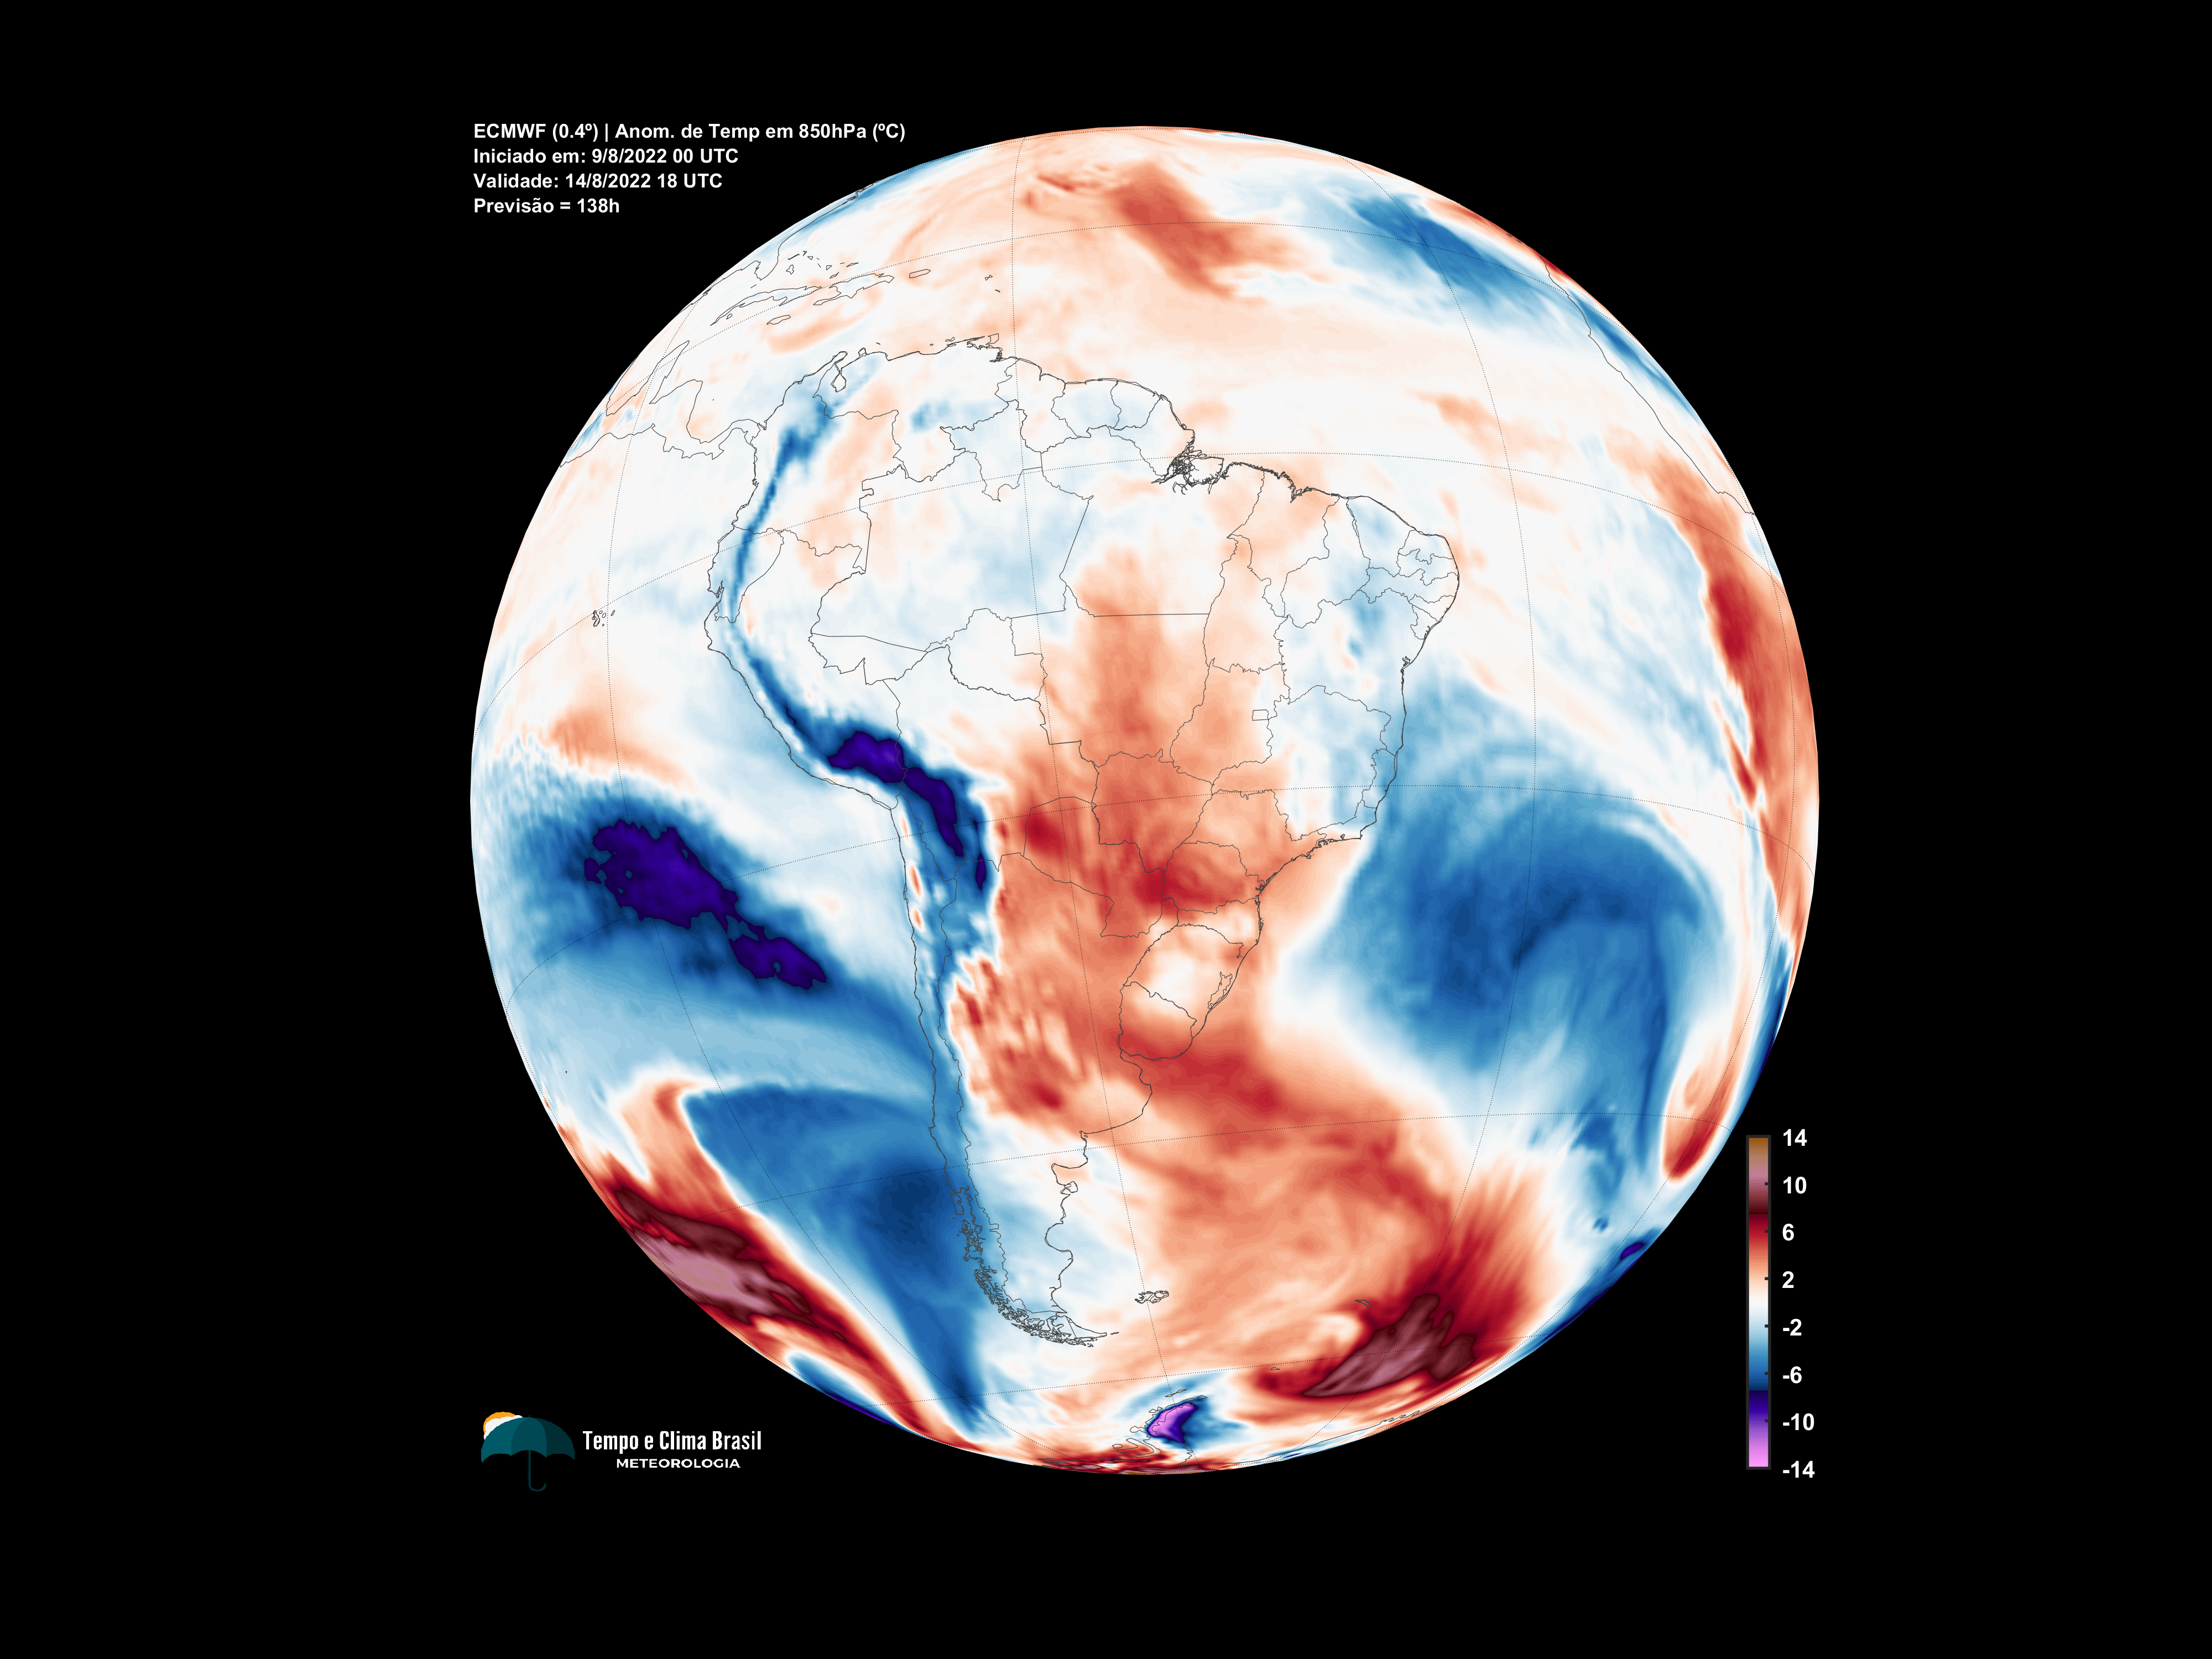 ECMWF (0.4º) | Anom. de Temp em 850hPa (ºC)
Iniciado em: 9/8/2022 00 UTC
Validade: 14/8/2022 18 UTC
Previsão = 138h
14
10
6
2
-2
-6
-10
-14
Tempo e Clima Brasil
METEOROLOGIA